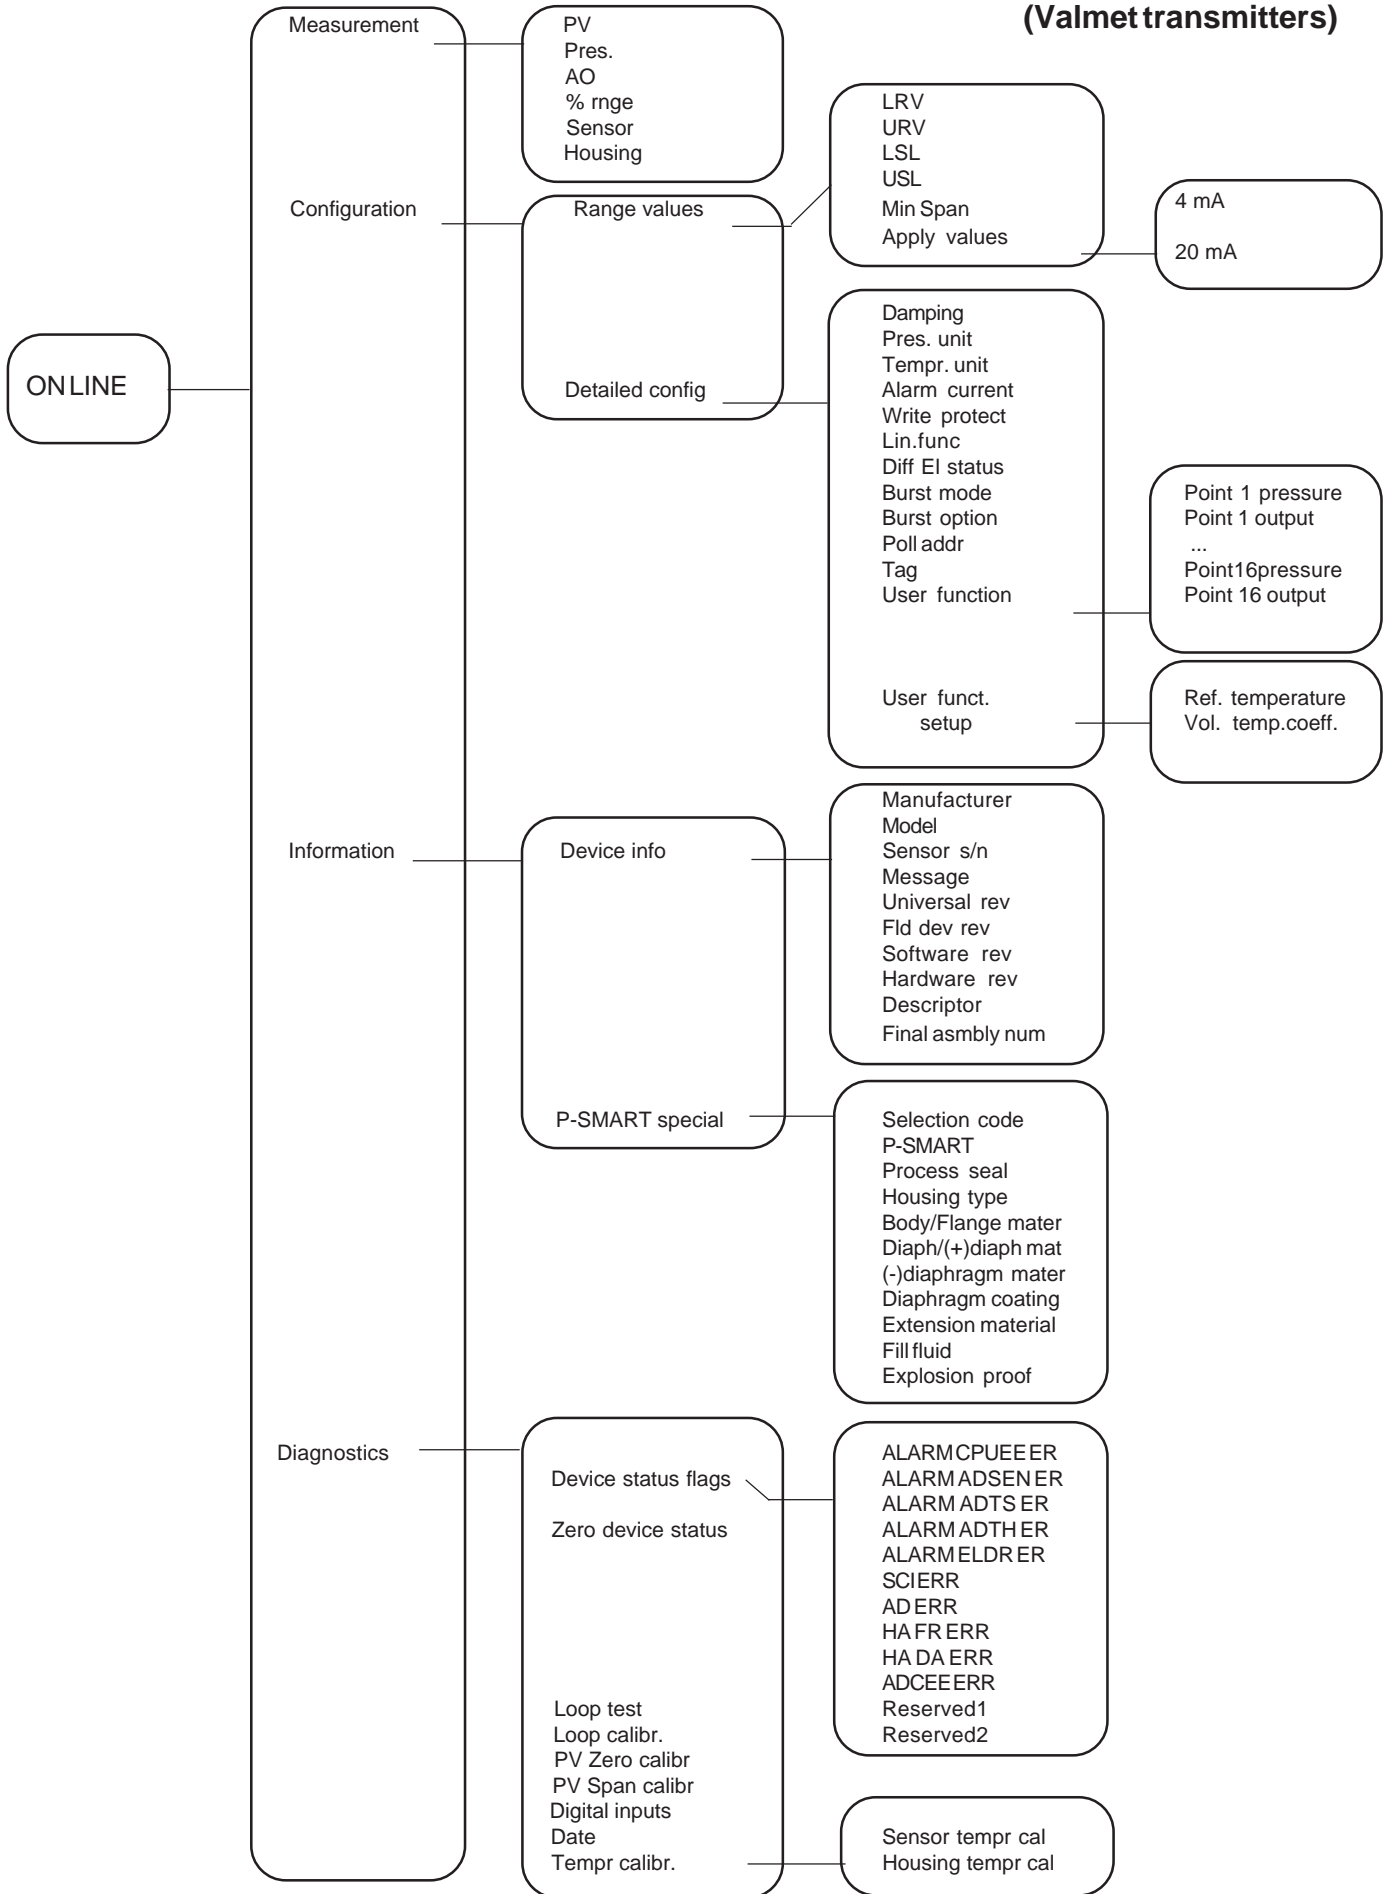 (Valmet transmitters)
ON LINE
Measurement
Configuration
Information
Diagnostics
PV
Pres.
AO
% rnge
Sensor
Housing
Range values
Detailed config
LRV
URV
LSL
USL
Min Span
Apply values
4 mA
20 mA
Damping
Pres. unit
Tempr. unit
Alarm current
Write protect
Lin.func
Diff El status
Burst mode
Burst option
Poll addr
Tag
User function
User funct.
setup
Point 1 pressure
Point 1 output
...
Point16pressure
Point 16 output
Ref. temperature
Vol. temp.coeff.
Device info
P-SMART special
Manufacturer
Model
Sensor s/n
Message
Universal rev
Fld dev rev
Software rev
Hardware rev
Descriptor
Final asmbly num
Selection code
P-SMART
Process seal
Housing type
Body/Flange mater
Diaph/(+)diaph mat
(-)diaphragm mater
Diaphragm coating
Extension material
Fill fluid
Explosion proof
Device status flags
Zero device status
Loop test
Loop calibr.
PV Zero calibr
PV Span calibr
Digital inputs
Date
Tempr calibr.
ALARM CPUEE ER
ALARM ADSEN ER
ALARM ADTS ER
ALARM ADTH ER
ALARM ELDR ER
SCI ERR
AD ERR
HA FR ERR
HA DA ERR
ADCEE ERR
Reserved1
Reserved2
Sensor tempr cal
Housing tempr cal